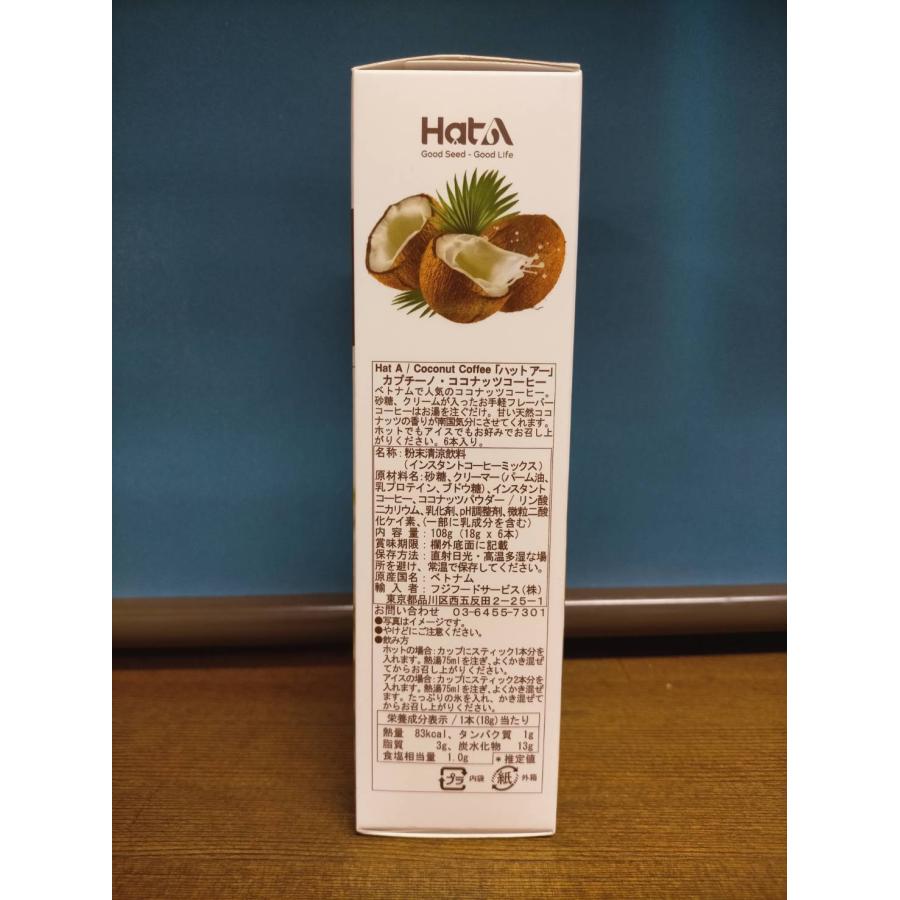 HatA
Good Seed - Good Life
Hat A / Coconut Coffee「ハット アー」
カプチーノ・ココナッツコーヒー
ベトナムで人気のココナッツコーヒー。
砂糖、クリームが入ったお手軽フレーバー
コーヒーはお湯を注ぐだけ。甘い天然ココ
ナッツの香りが南国気分にさせてくれます。
ホットでもアイスでもお好みでお召し上
がりください。6本入り。
名称：粉末清涼飲料
（インスタントコーヒーミックス）
原材料名：砂糖、クリーマー（パーム油、
乳プロテイン、ブドウ糖）、インスタント
コーヒー、ココナッツパウダー / リン酸
二カリウム、乳化剤、pH調整剤、微粒二酸
化ケイ素、（一部に乳成分を含む）
内 容 量：108g (18g x 6本)
賞味期限：欄外底面に記載
保存方法：直射日光・高温多湿な場
所を避け、常温で保存してください。
原産国名：ベトナム
輸 入 者：フジフードサービス（株）
東京都品川区西五反田2－25－1
お問い合わせ 03-6455-7301
●写真はイメージです。
●やけどにご注意ください。
●飲み方
ホットの場合：カップにスティック1本分を
入れます。熱湯75mlを注ぎ、よくかき混ぜ
てからお召し上がりください。
アイスの場合：カップにスティック2本分を
入れます。熱湯75mlを注ぎ、よくかき混ぜ
ます。たっぷりの氷を入れ、かき混ぜて
からお召し上がりください。
栄養成分表示 / 1本(18g)当たり
熱量 83kcal、タンパク質 1g
脂質 3g、炭水化物 13g
食塩相当量 1.0g ＊推定値
プラ 内袋 紙 外箱